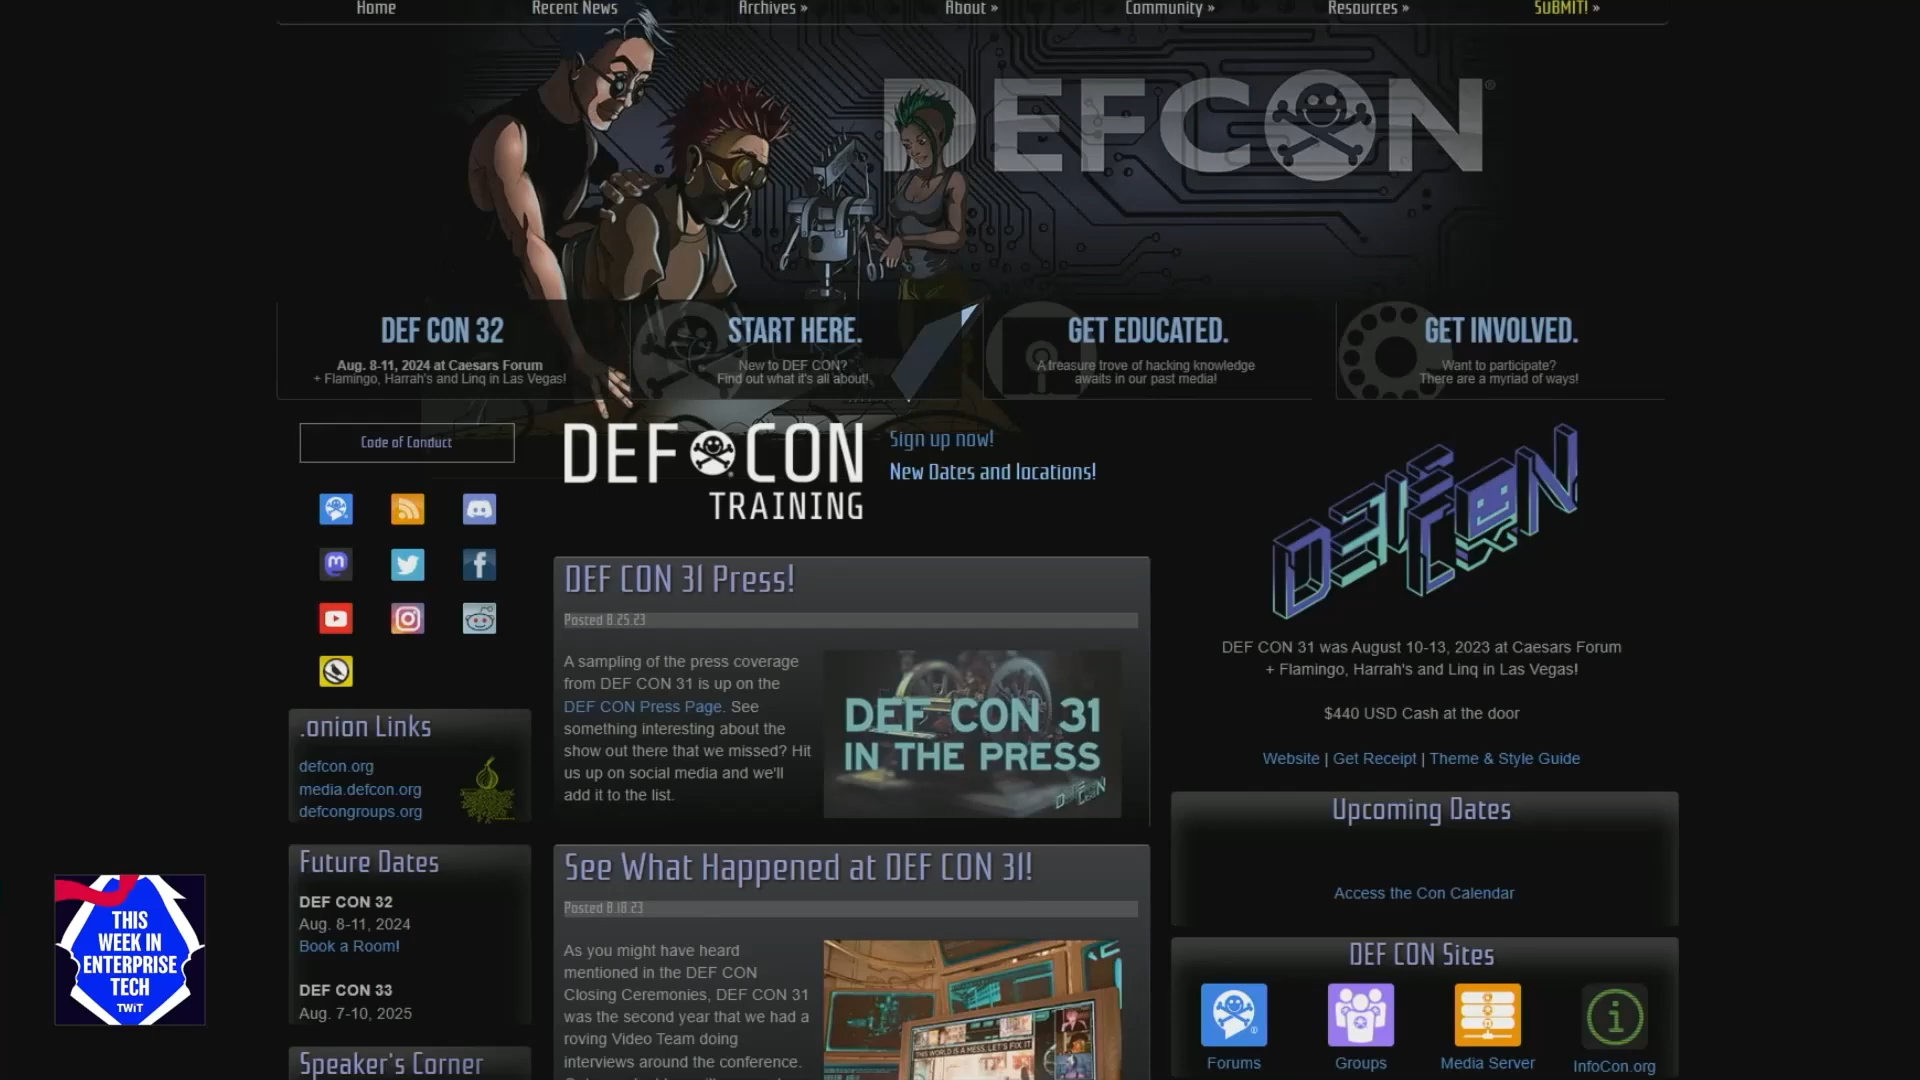 Home
Recent News
Archives »
About »
Community »
Resources »
SUBMIT! »
DEFCON®
DEF CON 32
Aug. 8-11, 2024 at Caesars Forum
+ Flamingo, Harrah's and Linq in Las Vegas!
START HERE.
New to DEF CON?
Find out what it's all about!
GET EDUCATED.
A treasure trove of hacking knowledge
awaits in our past media!
GET INVOLVED.
Want to participate?
There are a myriad of ways!
Code of Conduct
DEF CON
TRAINING
Sign up now!
New Dates and locations!
.onion Links
defcon.org
media.defcon.org
defcongroups.org
Future Dates
DEF CON 32
Aug. 8-11, 2024
Book a Room!
DEF CON 33
Aug. 7-10, 2025
Speaker's Corner
DEF CON 31 Press!
Posted 8.25.23
A sampling of the press coverage
from DEF CON 31 is up on the
DEF CON Press Page. See
something interesting about the
show out there that we missed? Hit
us up on social media and we'll
add it to the list.
DEF CON 31
IN THE PRESS
DEFCON
See What Happened at DEF CON 31!
Posted 8.18.23
As you might have heard
mentioned in the DEF CON
Closing Ceremonies, DEF CON 31
was the second year that we had a
roving Video Team doing
interviews around the conference.
THIS WORLD IS A MESS, LET'S FIX IT
DEFCON
DEF CON 31 was August 10-13, 2023 at Caesars Forum
+ Flamingo, Harrah's and Linq in Las Vegas!
$440 USD Cash at the door
Website | Get Receipt | Theme & Style Guide
Upcoming Dates
Access the Con Calendar
DEF CON Sites
Forums
Groups
Media Server
InfoCon.org
THIS
WEEK IN
ENTERPRISE
TECH
TWiT